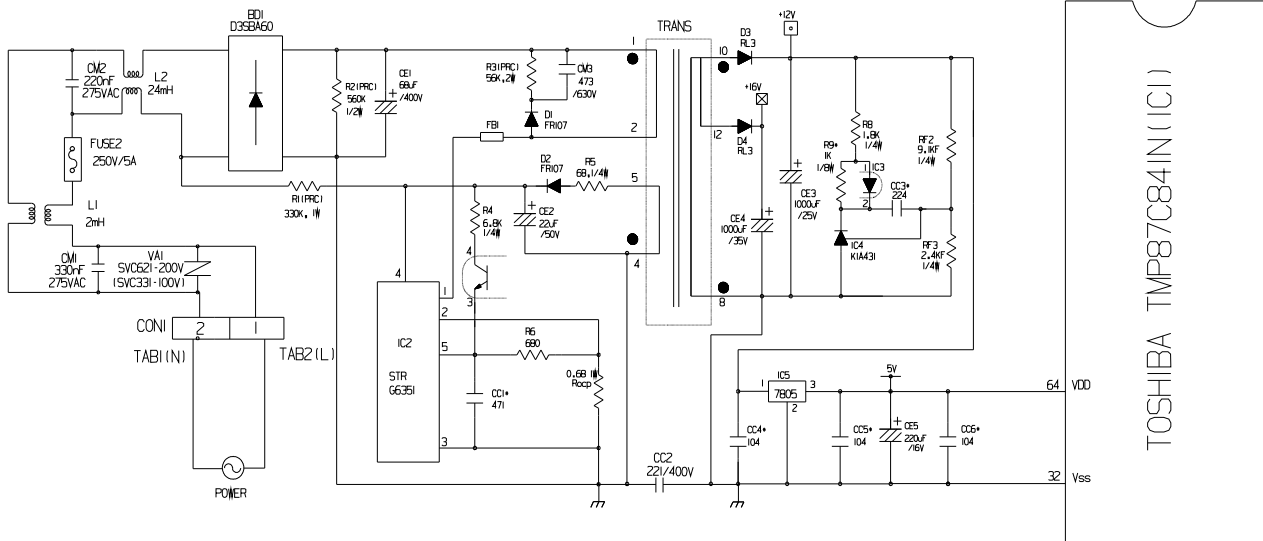 BD1
D3SBA60
CM2
220nF
275VAC
L2
24mH
FUSE2
250V/5A
L1
2mH
CM1
330nF
275VAC
VA1
SVC621-200V
(SVC331-100V)
CON1
2
1
TAB1(N)
TAB2(L)
POWER
R2(PRC)
560K
1/2W
CE1
68uF
/400V
+
R1(PRC)
330K, 1W
R3(PRC)
56K,2W
CM3
473
/630V
D1
FR107
FB1
D2
FR107
R5
68,1/4W
R4
6.8K
1/4W
CE2
22uF
/50V
+
4
3
4
1
2
5
3
IC2
STR
G6351
R6
680
0.68 1W
Rocp
CC1*
471
TRANS
1
2
5
4
10
12
8
D3
RL3
+12V
+16V
D4
RL3
CE3
1000uF
/25V
+
CE4
1000uF
/35V
+
R8
1.8K
1/4W
R9*
1K
1/8W
IC3
1
2
CC3*
224
RF2
9.1KF
1/4W
IC4
KIA431
RF3
2.4KF
1/4W
CC2
221/400V
IC5
1
7805
3
2
5V
CC4*
104
CC5*
104
CE5
220uF
/16V
+
CC6*
104
64
VDD
32
Vss
TOSHIBA TMP87C841N(IC1)